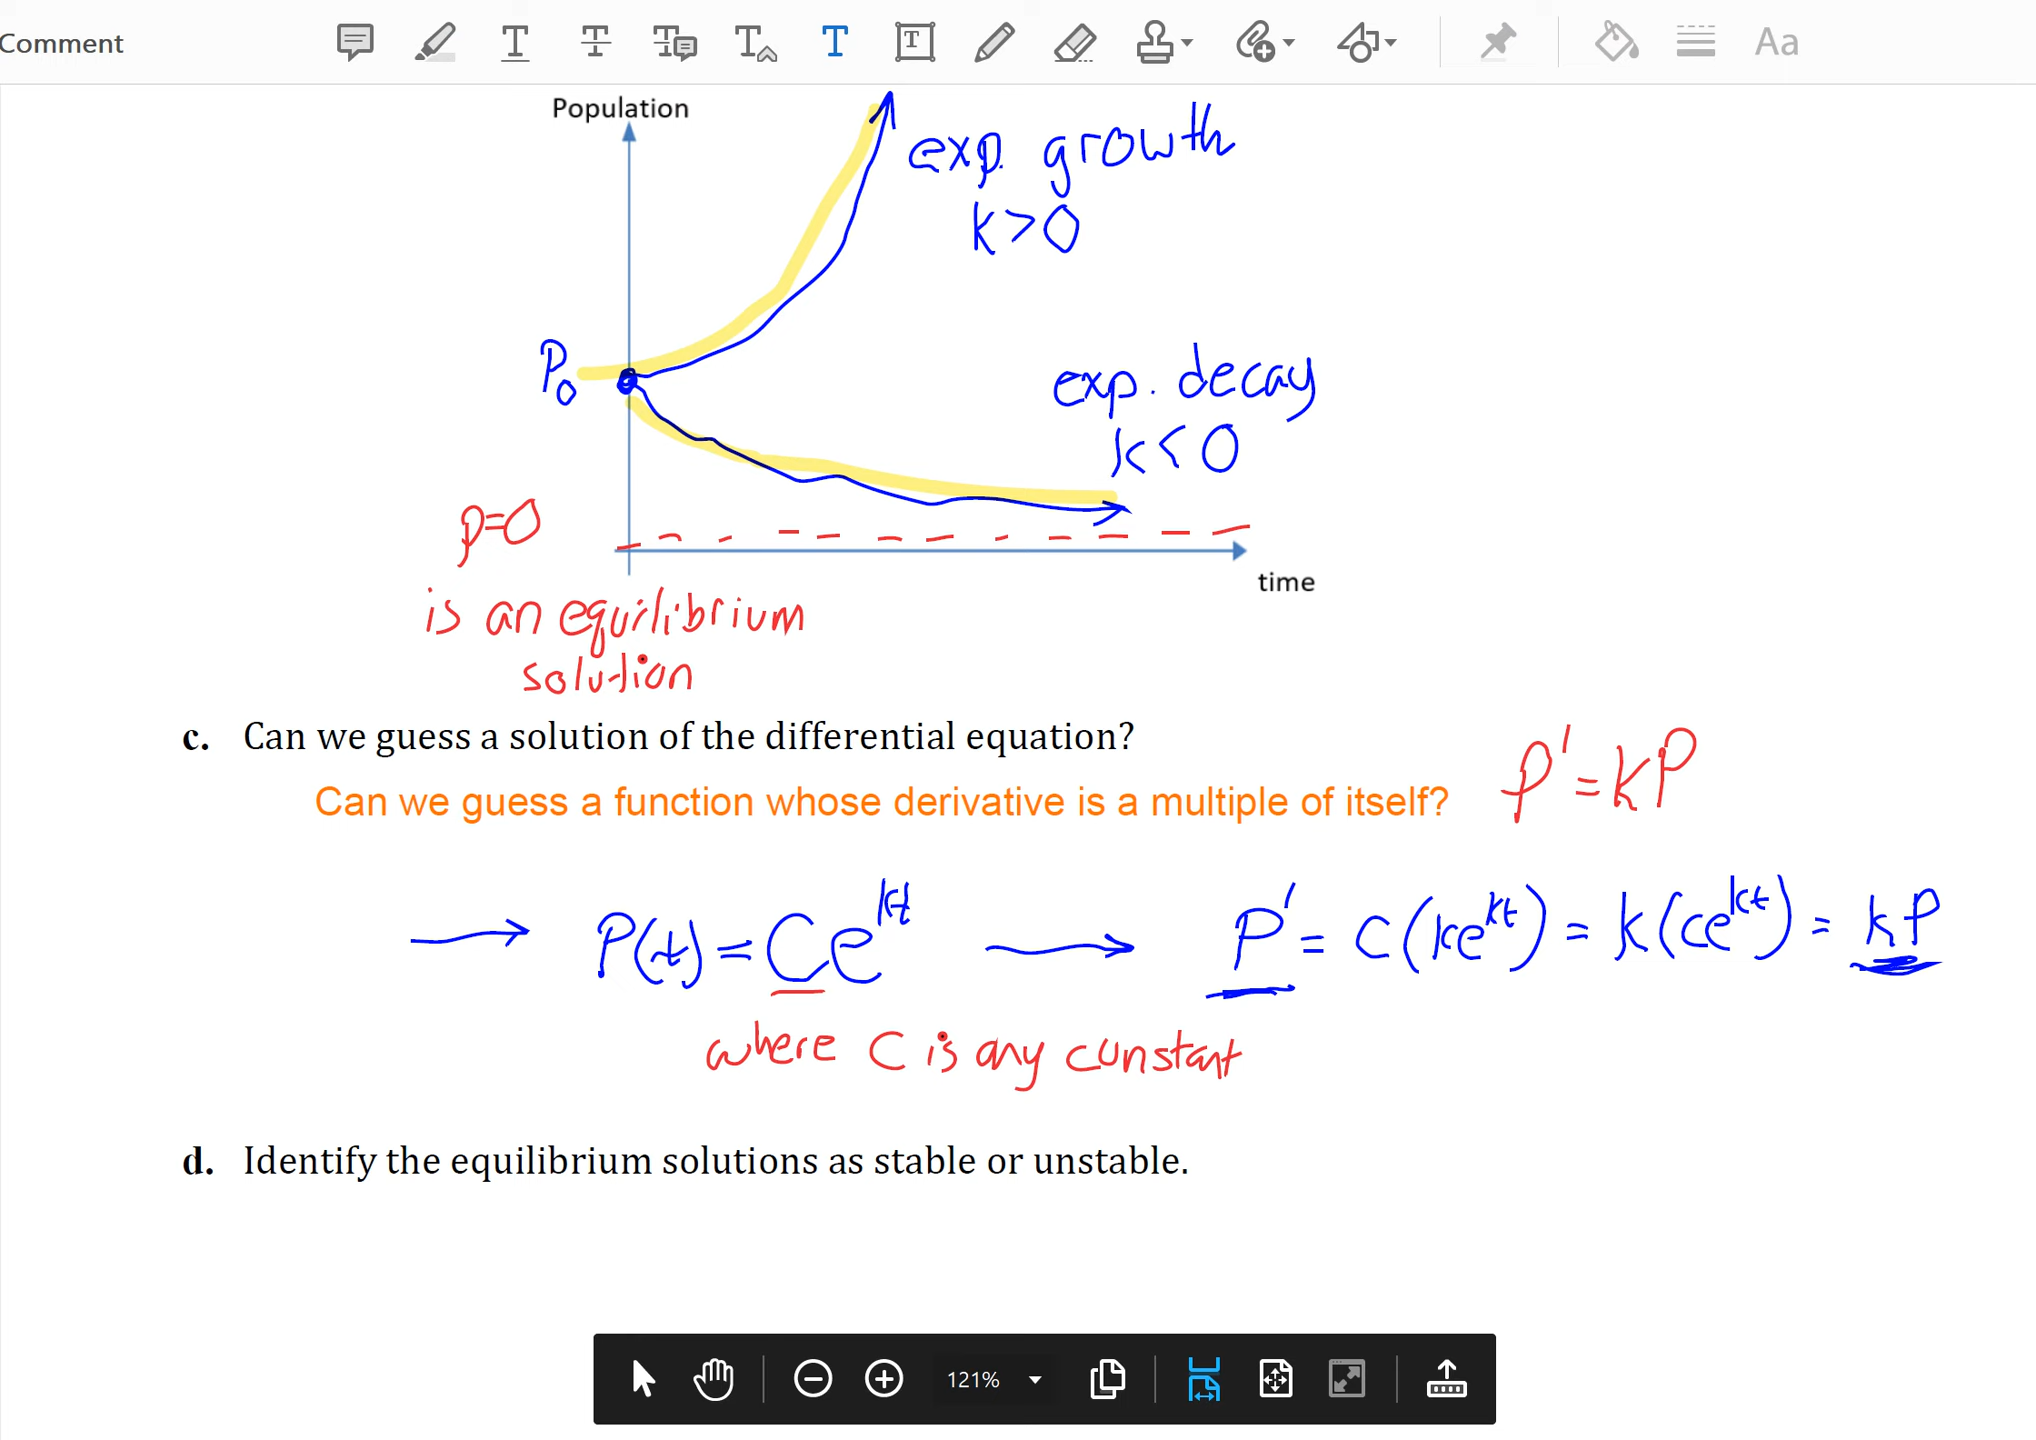 Comment
Aa
Population
exp. growth
k>0
P₀
exp. decay
k<0
P=0
time
is an equilibrium
solution
c. Can we guess a solution of the differential equation?
P'=kP
Can we guess a function whose derivative is a multiple of itself?
P(t)=Ce^kt
P' = C(ke^kt) = k(ce^kt) = kP
where C is any constant
d. Identify the equilibrium solutions as stable or unstable.
121%